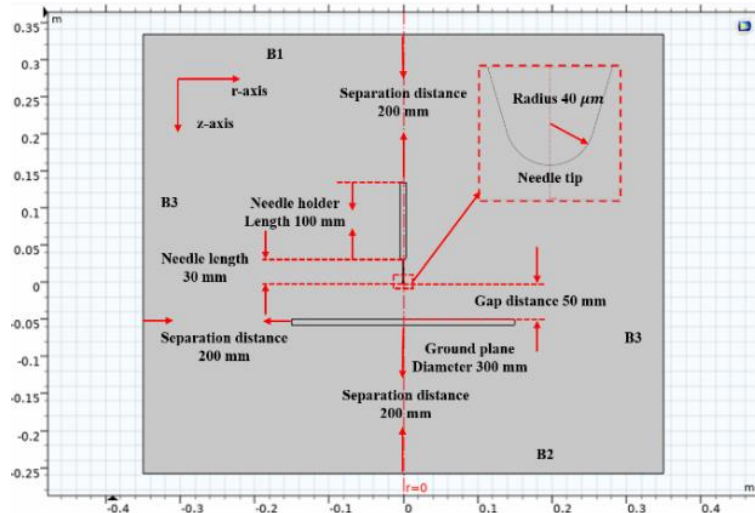 m
0.35
0.3
0.25
0.2
0.15
0.1
0.05
0
-0.05
-0.1
-0.15
-0.2
-0.25
B1
r-axis
z-axis
Separation distance
200 mm
Radius 40 μm
Needle tip
B3
Needle holder
Length 100 mm
Needle length
30 mm
Gap distance 50 mm
Separation distance
200 mm
Ground plane
Diameter 300 mm
B3
Separation distance
200 mm
B2
r=0
-0.4
-0.3
-0.2
-0.1
0
0.1
0.2
0.3
0.4
m